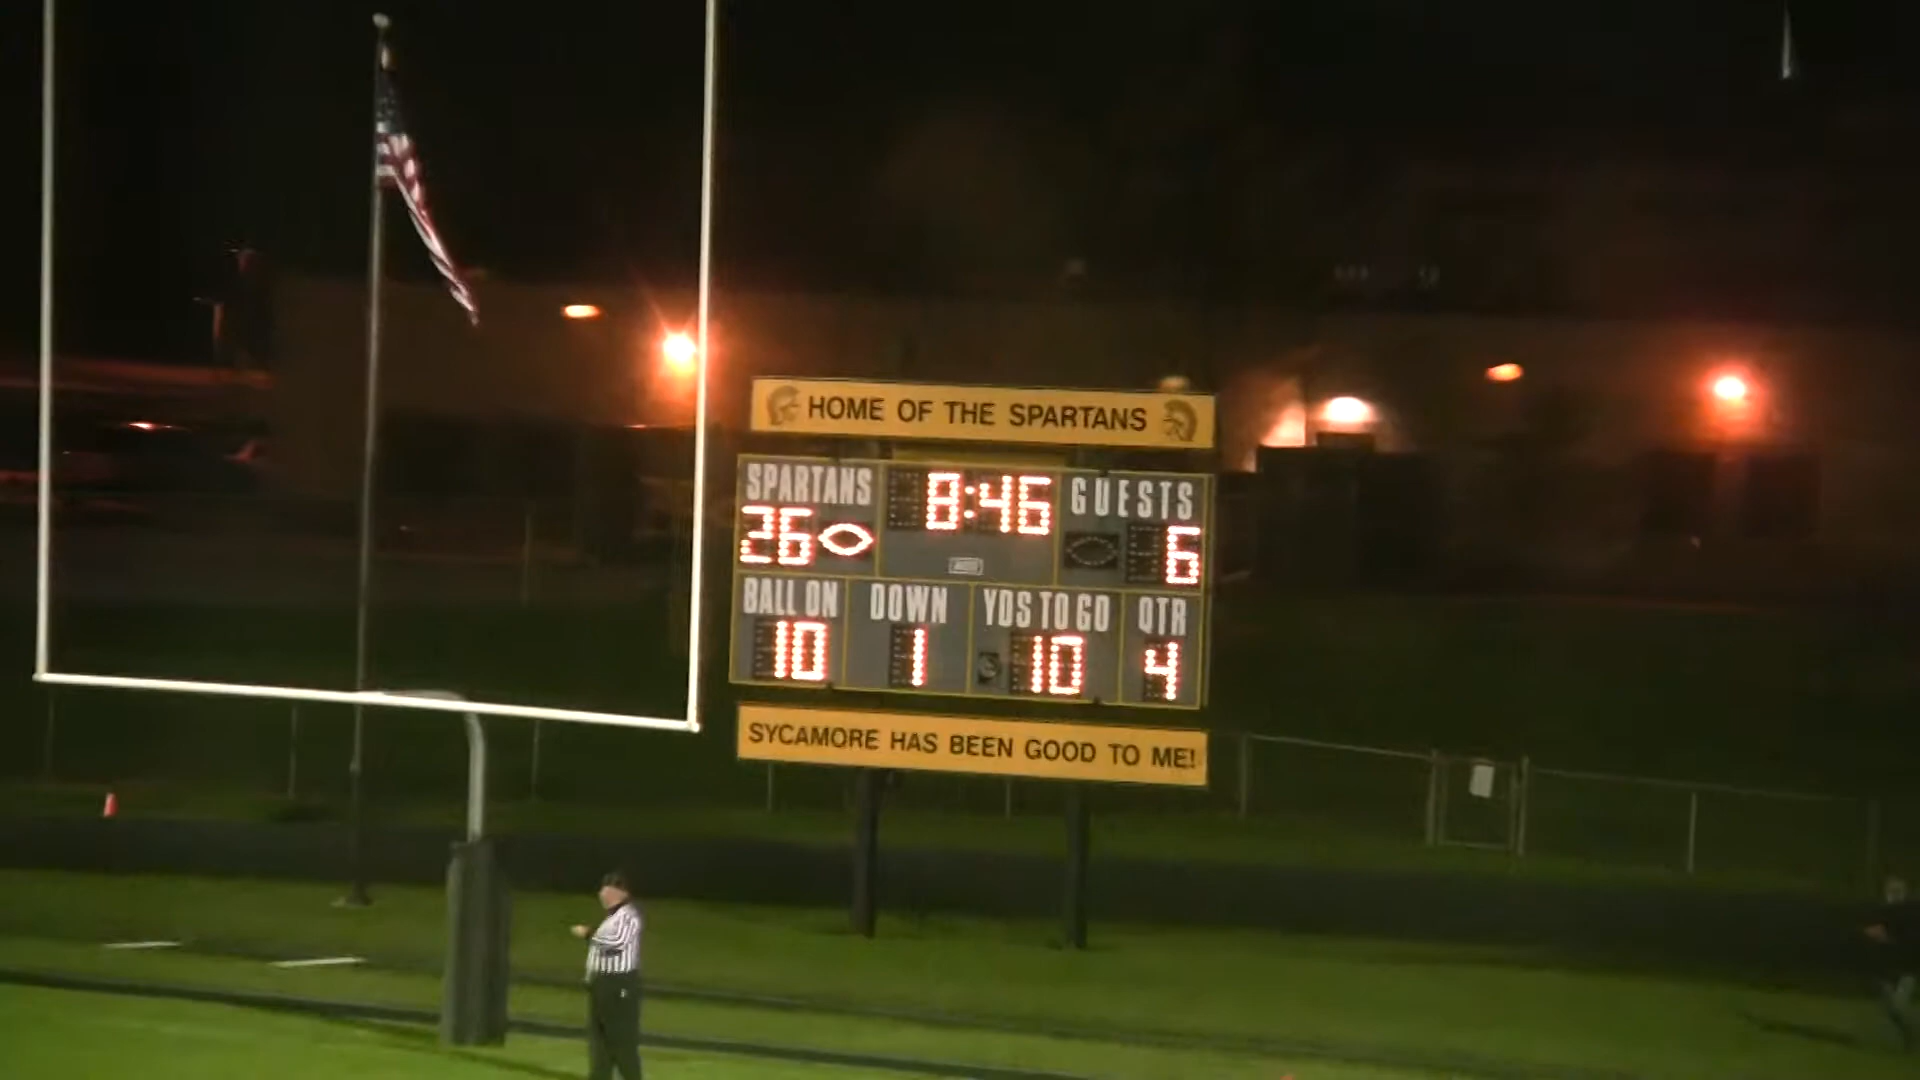 HOME OF THE SPARTANS
SPARTANS 8:46 GUESTS
26 6
BALL ON DOWN YDS TO GO QTR
10 1 10 4
SYCAMORE HAS BEEN GOOD TO ME!